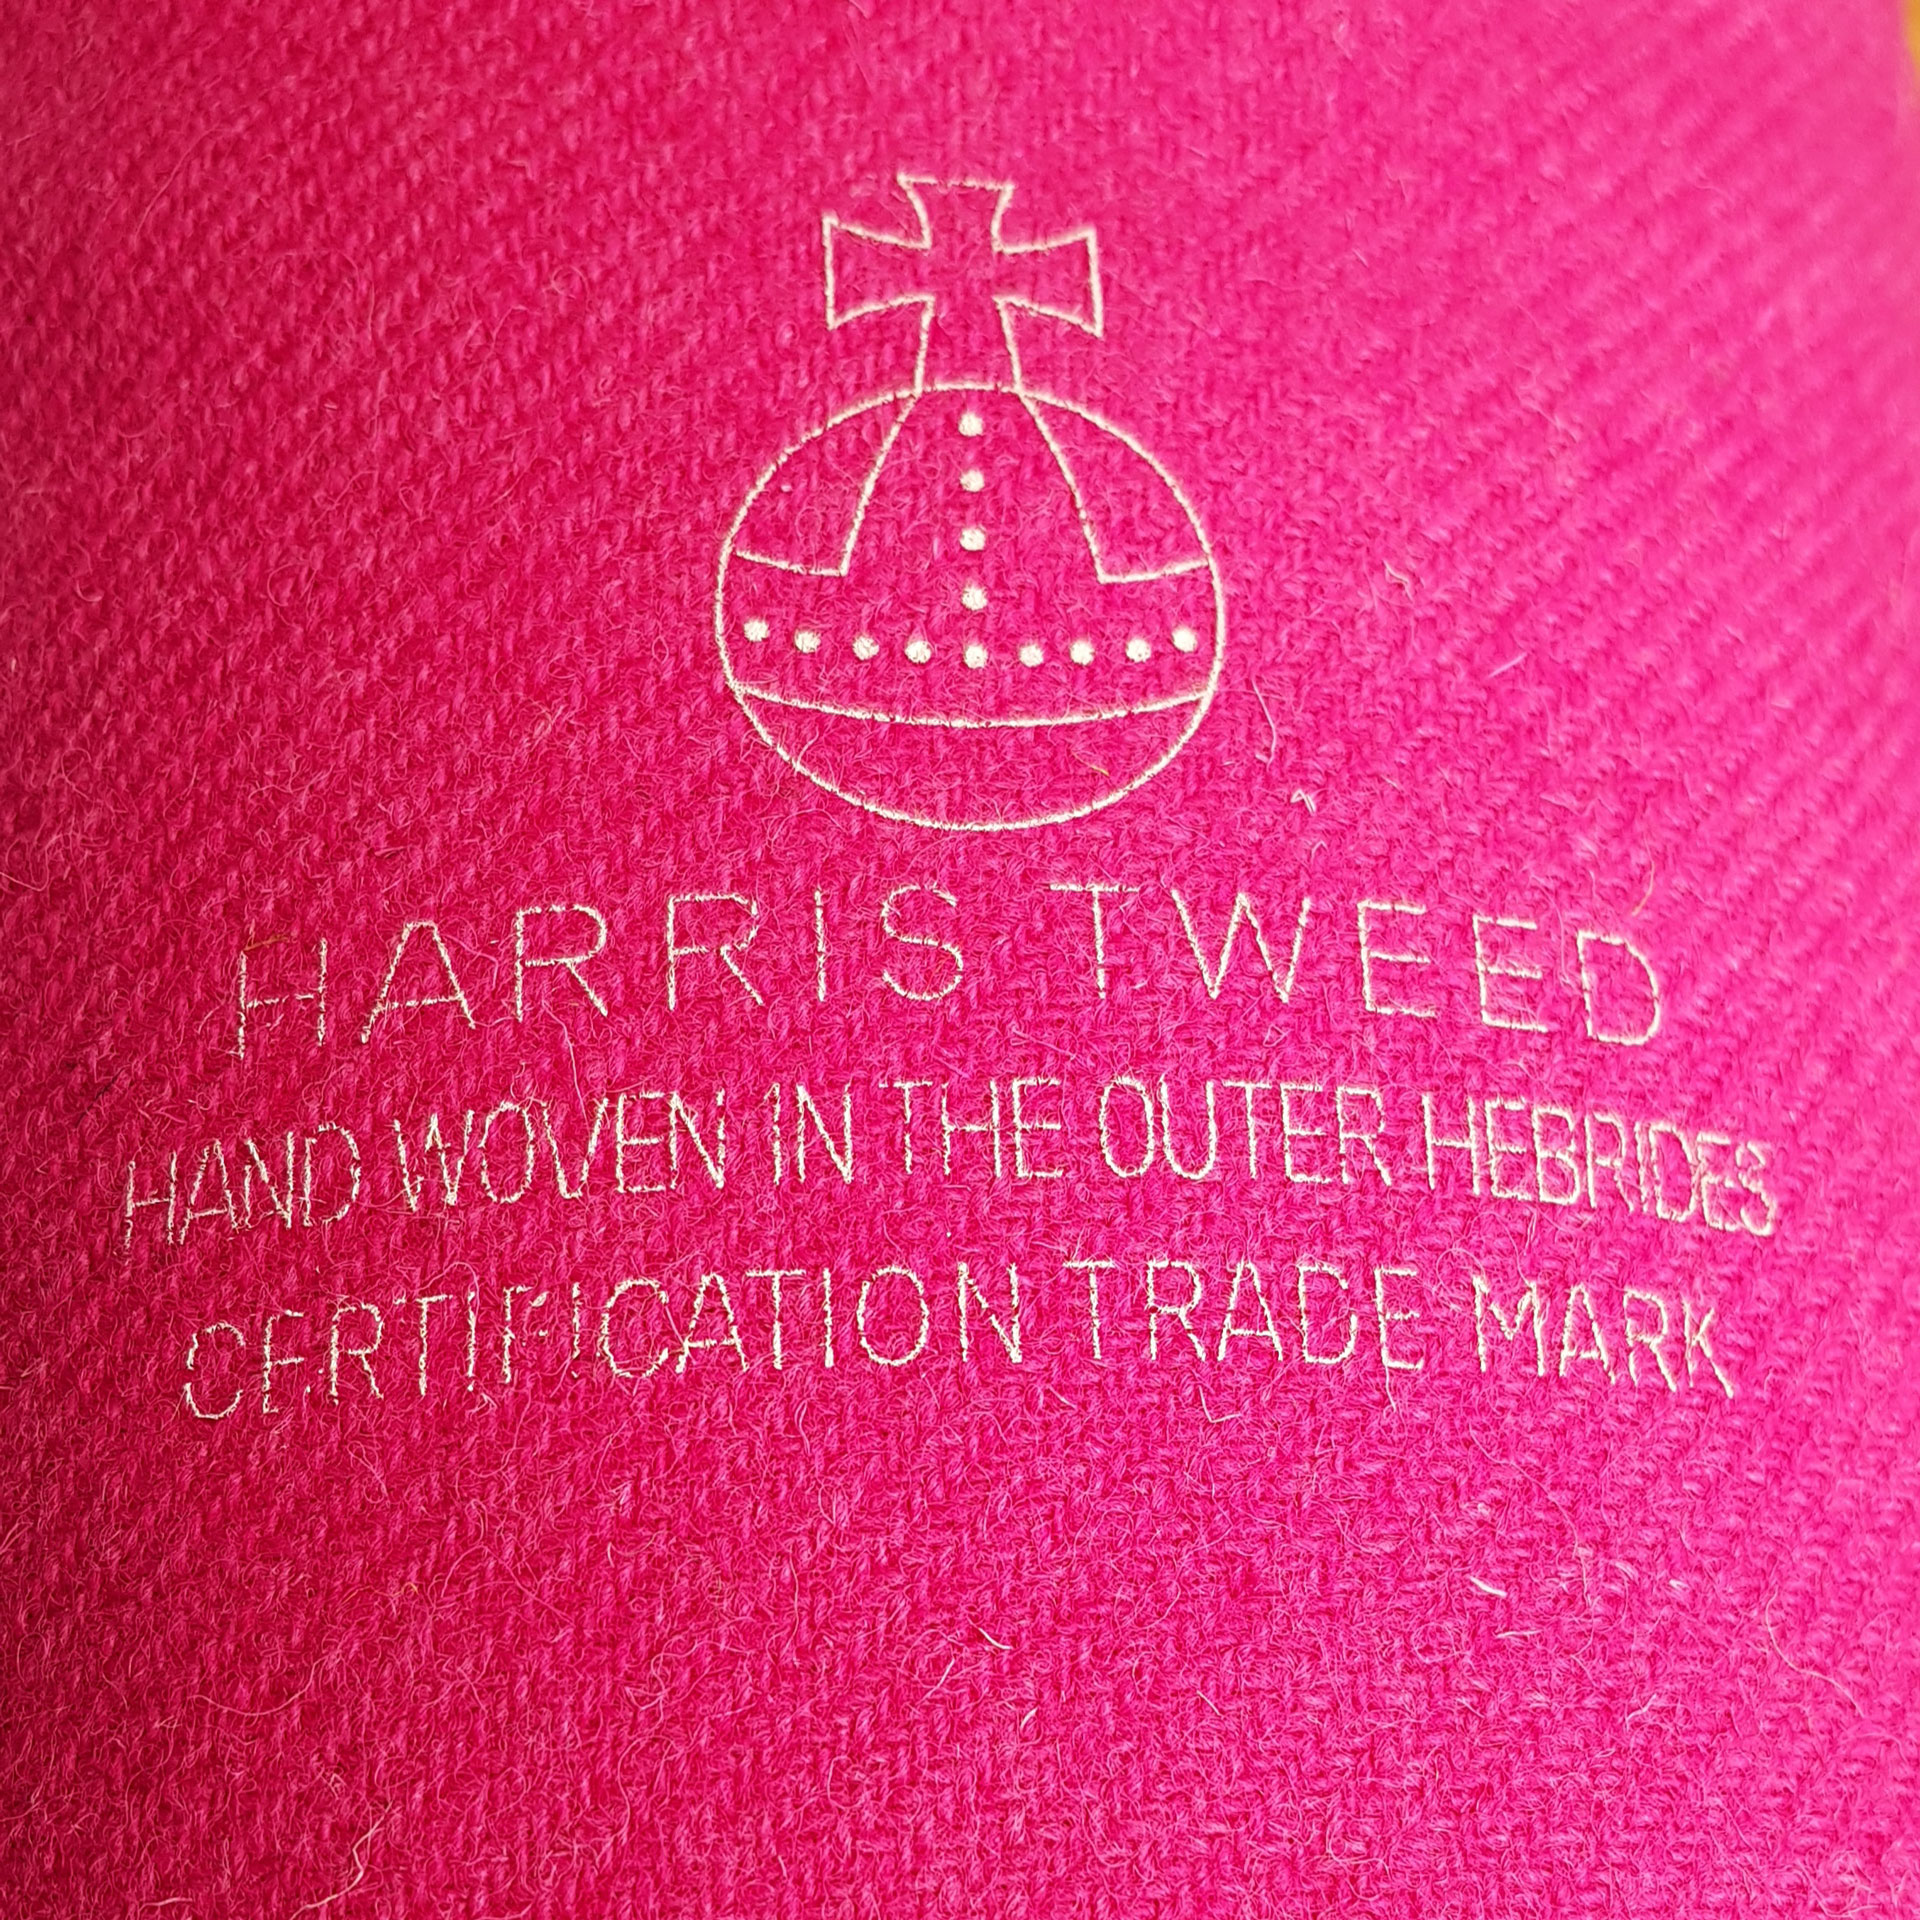 HARRIS TWEED
HAND WOVEN IN THE OUTER HEBRIDES
CERTIFICATION TRADE MARK